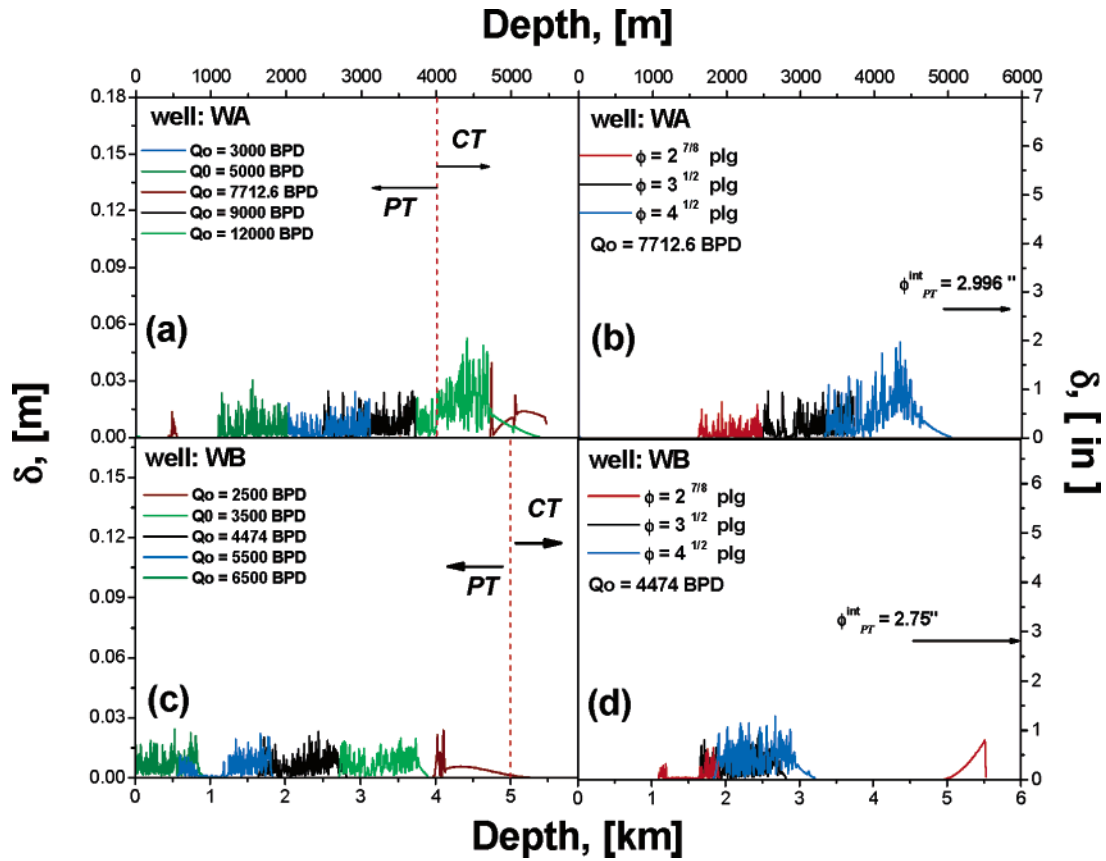 Depth, [m]
0 1000 2000 3000 4000 5000
0 1000 2000 3000 4000 5000 6000
0.18
0.15
0.12
0.09
0.06
0.03
0.00
well: WA
Qo = 3000 BPD
Q0 = 5000 BPD
Qo = 7712.6 BPD
Qo = 9000 BPD
Qo = 12000 BPD
CT
PT
(a)
well: WA
ϕ = 2 7/8 plg
ϕ = 3 1/2 plg
ϕ = 4 1/2 plg
Qo = 7712.6 BPD
ϕ int PT = 2.996 "
(b)
7
6
5
4
3
2
1
0
δ, [m]
δ, [ in ]
0.15
0.12
0.09
0.06
0.03
0.00
well: WB
Qo = 2500 BPD
Q0 = 3500 BPD
Qo = 4474 BPD
Qo = 5500 BPD
Qo = 6500 BPD
CT
PT
(c)
well: WB
ϕ = 2 7/8 plg
ϕ = 3 1/2 plg
ϕ = 4 1/2 plg
Qo = 4474 BPD
ϕ int PT = 2.75"
(d)
6
5
4
3
2
1
0
0 1 2 3 4 5
0 1 2 3 4 5 6
Depth, [km]